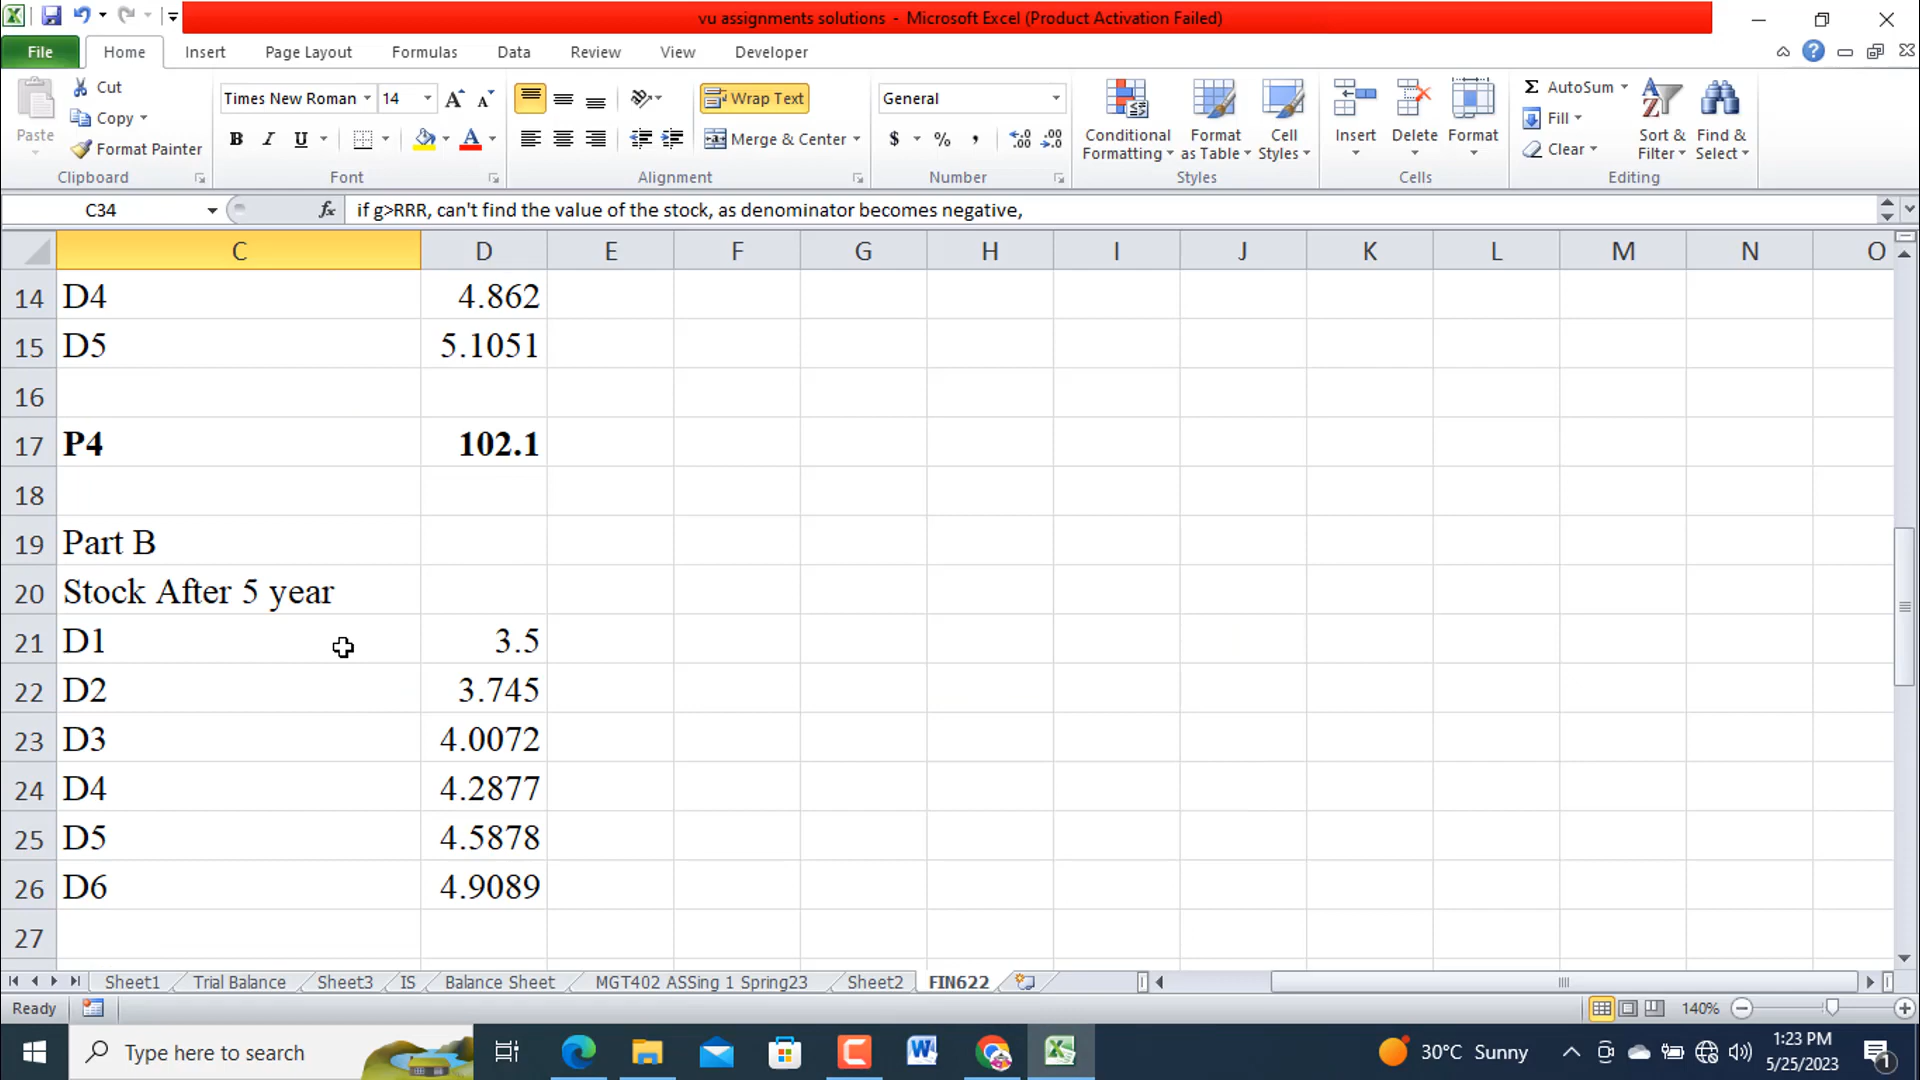 vu assignments solutions - Microsoft Excel (Product Activation Failed)
File Home Insert Page Layout Formulas Data Review View Developer
Paste
Cut
Copy
Format Painter
Clipboard
Times New Roman 14
B I U
Font
Wrap Text
Merge & Center
Alignment
General
$ % ,
Number
Conditional Formatting
Format as Table
Cell Styles
Styles
Insert Delete Format
Cells
AutoSum
Fill
Clear
Sort & Filter
Find & Select
Editing
C34 fx if g>RRR, can't find the value of the stock, as denominator becomes negative,
C D E F G H I J K L M N O
14 D4 4.862
15 D5 5.1051
16
17 P4 102.1
18
19 Part B
20 Stock After 5 year
21 D1 3.5
22 D2 3.745
23 D3 4.0072
24 D4 4.2877
25 D5 4.5878
26 D6 4.9089
27
Sheet1 Trial Balance Sheet3 IS Balance Sheet MGT402 ASSing 1 Spring23 Sheet2 FIN622
Ready 140%
Type here to search
30°C Sunny
1:23 PM
5/25/2023
1